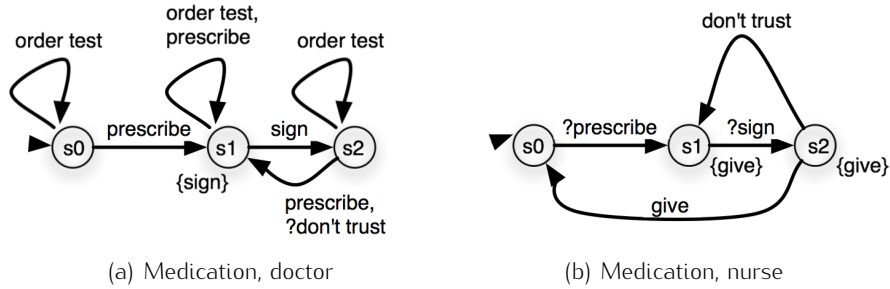 order test
order test,
prescribe
order test
prescribe
sign
s0
s1
s2
{sign}
prescribe,
?don't trust
(a) Medication, doctor
don't trust
?prescribe
?sign
s0
s1
s2
{give}
{give}
give
(b) Medication, nurse